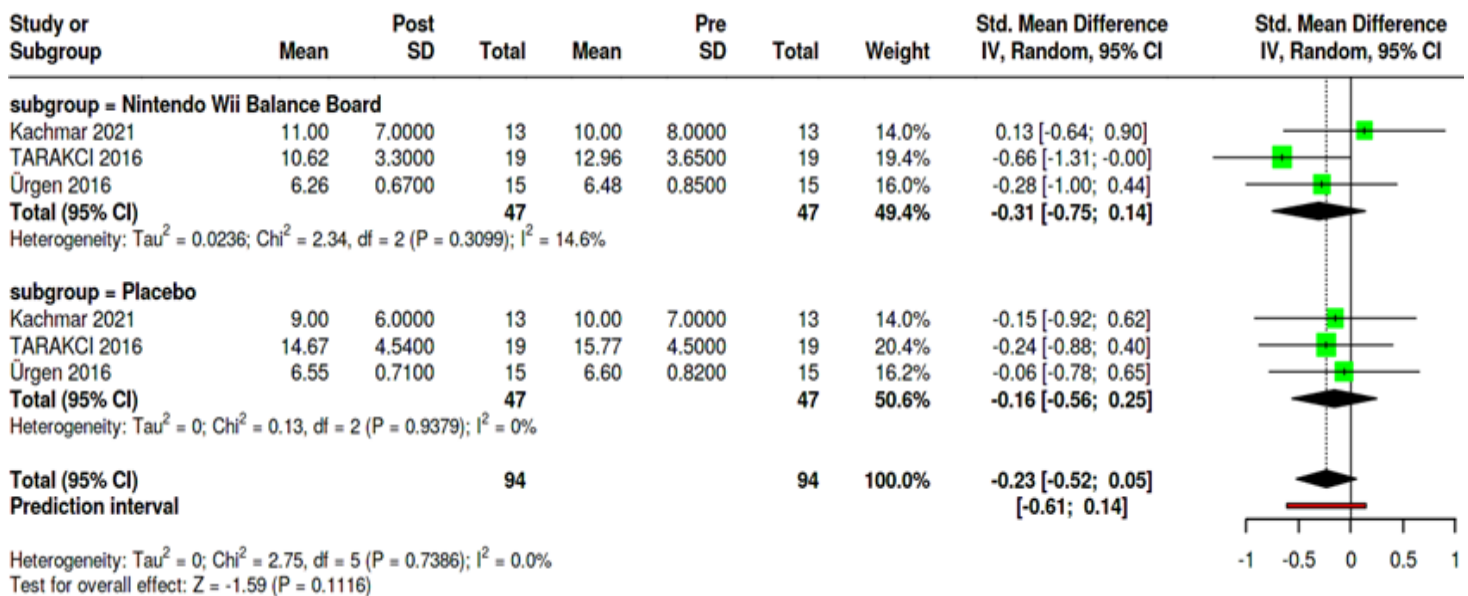 Study or Post Pre Std. Mean Difference Std. Mean Difference
Subgroup Mean SD Total Mean SD Total Weight IV, Random, 95% CI IV, Random, 95% CI
subgroup = Nintendo Wii Balance Board
Kachmar 2021 11.00 7.0000 13 10.00 8.0000 13 14.0% 0.13 [-0.64; 0.90]
TARAKCI 2016 10.62 3.3000 19 12.96 3.6500 19 19.4% -0.66 [-1.31; -0.00]
Ürgen 2016 6.26 0.6700 15 6.48 0.8500 15 16.0% -0.28 [-1.00; 0.44]
Total (95% CI) 47 47 49.4% -0.31 [-0.75; 0.14]
Heterogeneity: Tau² = 0.0236; Chi² = 2.34, df = 2 (P = 0.3099); I² = 14.6%
subgroup = Placebo
Kachmar 2021 9.00 6.0000 13 10.00 7.0000 13 14.0% -0.15 [-0.92; 0.62]
TARAKCI 2016 14.67 4.5400 19 15.77 4.5000 19 20.4% -0.24 [-0.88; 0.40]
Ürgen 2016 6.55 0.7100 15 6.60 0.8200 15 16.2% -0.06 [-0.78; 0.65]
Total (95% CI) 47 47 50.6% -0.16 [-0.56; 0.25]
Heterogeneity: Tau² = 0; Chi² = 0.13, df = 2 (P = 0.9379); I² = 0%
Total (95% CI) 94 94 100.0% -0.23 [-0.52; 0.05]
Prediction interval [-0.61; 0.14]
Heterogeneity: Tau² = 0; Chi² = 2.75, df = 5 (P = 0.7386); I² = 0.0%
-1 -0.5 0 0.5 1
Test for overall effect: Z = -1.59 (P = 0.1116)